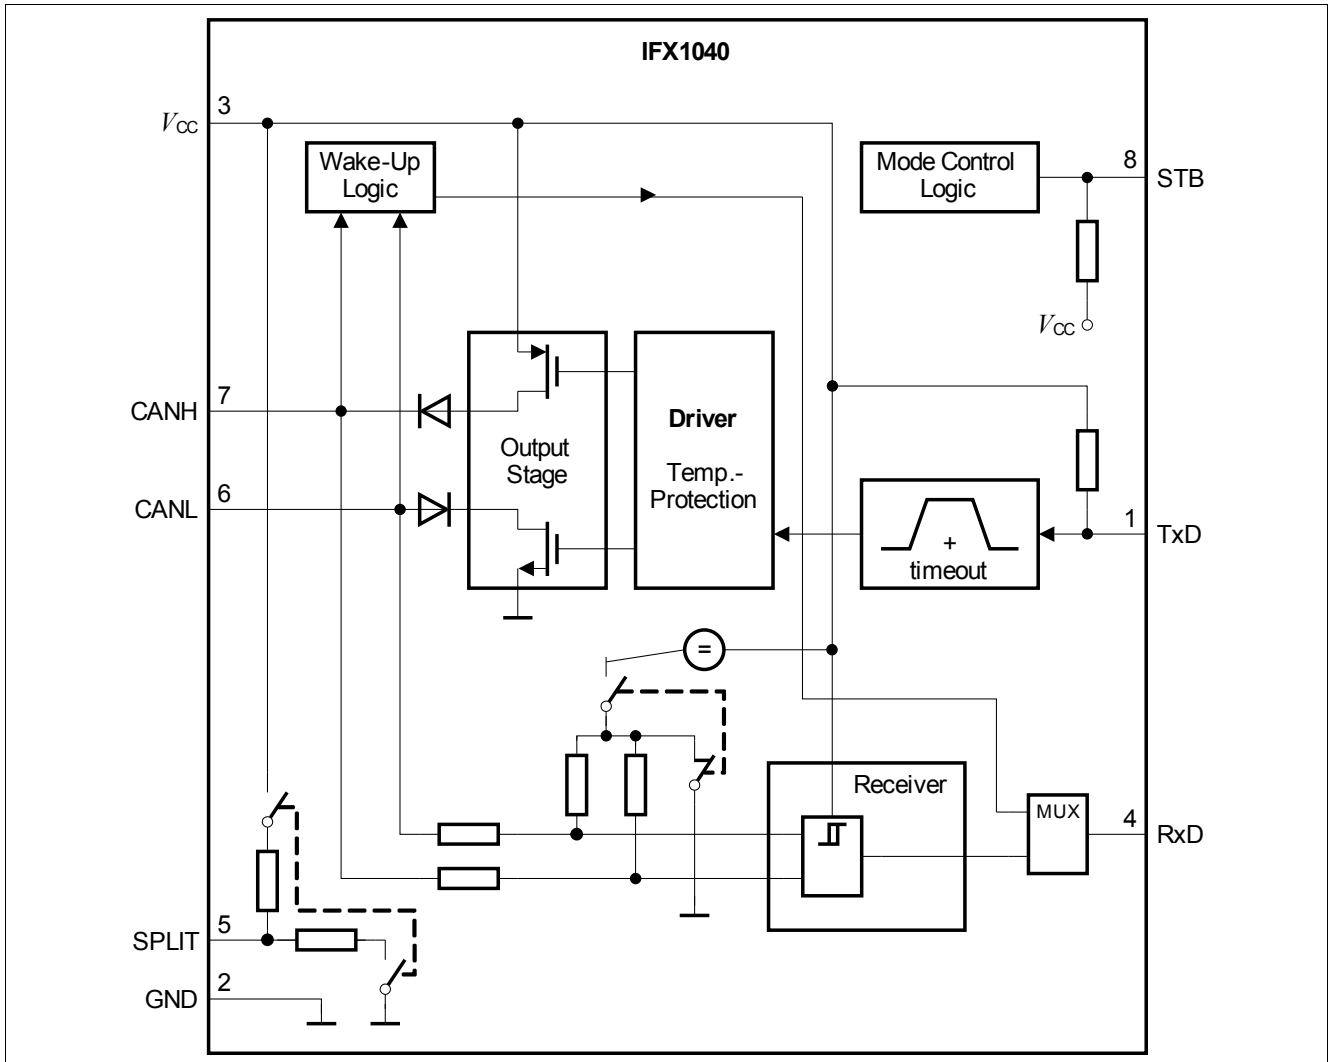 IFX1040
3
VCC
Wake-Up
Logic
Mode Control
Logic
8
STB
VCC
7
CANH
Driver
Output
Stage
Temp.-
Protection
6
CANL
+
timeout
1
TxD
=
Receiver
MUX
4
RxD
5
SPLIT
2
GND